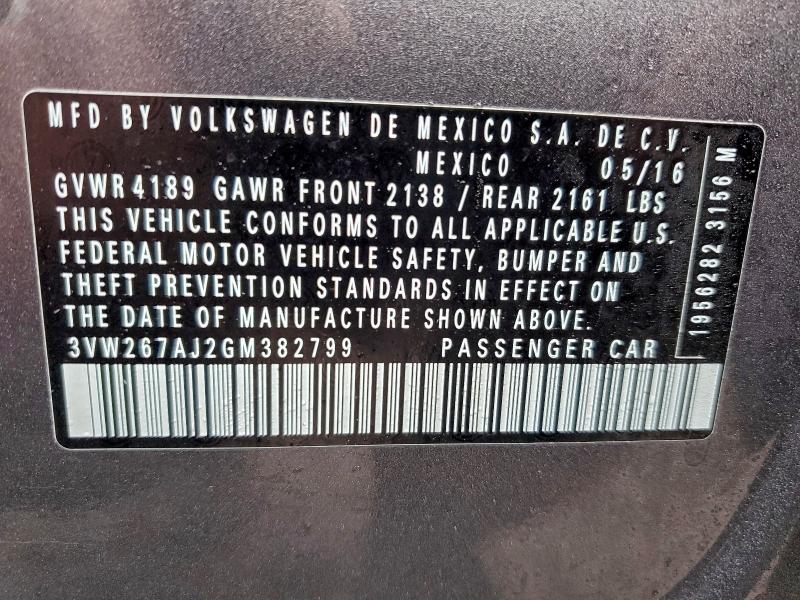 MFD BY VOLKSWAGEN DE MEXICO S.A. DE C.V.
MEXICO 05/16
GVWR 4189 GAWR FRONT 2138 / REAR 2161 LBS
THIS VEHICLE CONFORMS TO ALL APPLICABLE U.S.
FEDERAL MOTOR VEHICLE SAFETY, BUMPER AND
THEFT PREVENTION STANDARDS IN EFFECT ON
THE DATE OF MANUFACTURE SHOWN ABOVE.
3VW267AJ2GM382799 PASSENGER CAR
1956282 3156 M